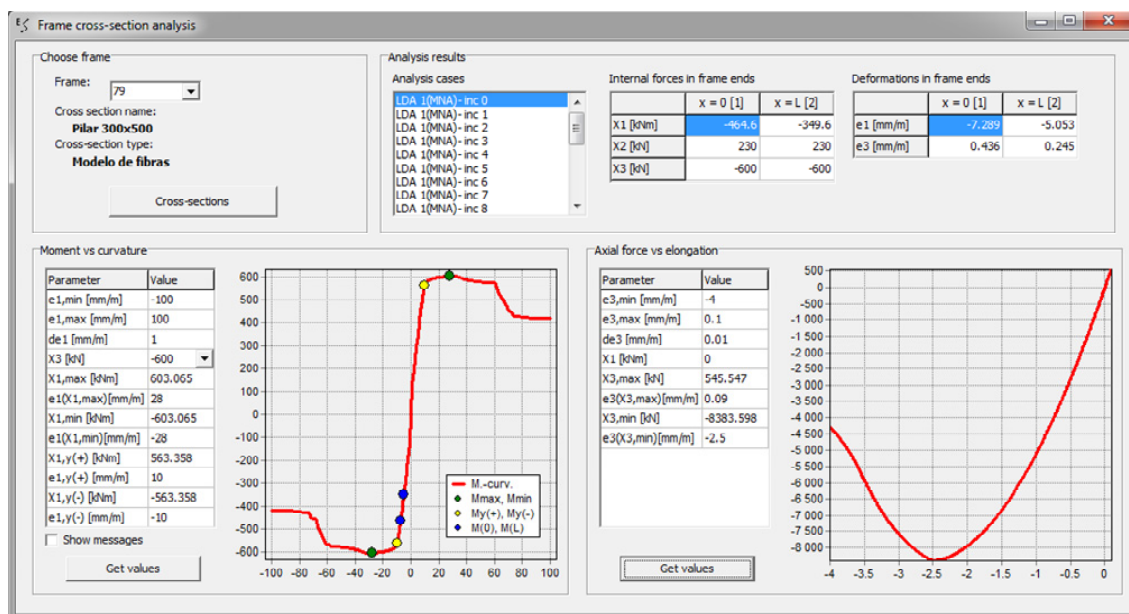 Frame cross-section analysis
Choose frame
Frame:
79
Cross section name:
Pilar 300x500
Cross-section type:
Modelo de fibras
Cross-sections
Analysis results
Analysis cases
LDA 1(MNA)- inc 0
LDA 1(MNA)- inc 1
LDA 1(MNA)- inc 2
LDA 1(MNA)- inc 3
LDA 1(MNA)- inc 4
LDA 1(MNA)- inc 5
LDA 1(MNA)- inc 6
LDA 1(MNA)- inc 7
LDA 1(MNA)- inc 8
Internal forces in frame ends
x = 0 [1] x = L [2]
X1 [kNm] -464.6 -349.6
X2 [kN] 230 230
X3 [kN] -600 -600
Deformations in frame ends
x = 0 [1] x = L [2]
e1 [mm/m] -7.289 -5.053
e3 [mm/m] 0.436 0.245
Moment vs curvature
Parameter Value
e1,min [mm/m] -100
e1,max [mm/m] 100
de1 [mm/m] 1
X3 [kN] -600
X1,max [kNm] 603.065
e1(X1,max)[mm/m] 28
X1,min [kNm] -603.065
e1(X1,min)[mm/m] -28
X1,y(+) [kNm] 563.358
e1,y(+) [mm/m] 10
X1,y(-) [kNm] -563.358
e1,y(-) [mm/m] -10
Show messages
Get values
600
500
400
300
200
100
0
-100
-200
-300
-400
-500
-600
-100 -80 -60 -40 -20 0 20 40 60 80 100
M.-curv.
Mmax, Mmin
My(+), My(-)
M(0), M(L)
Axial force vs elongation
Parameter Value
e3,min [mm/m] -4
e3,max [mm/m] 0.1
de3 [mm/m] 0.01
X1 [kNm] 0
X3,max [kN] 545.547
e3(X3,max)[mm/m] 0.09
X3,min [kN] -8383.598
e3(X3,min)[mm/m] -2.5
Get values
500
0
-500
-1 000
-1 500
-2 000
-2 500
-3 000
-3 500
-4 000
-4 500
-5 000
-5 500
-6 000
-6 500
-7 000
-7 500
-8 000
-4 -3.5 -3 -2.5 -2 -1.5 -1 -0.5 0